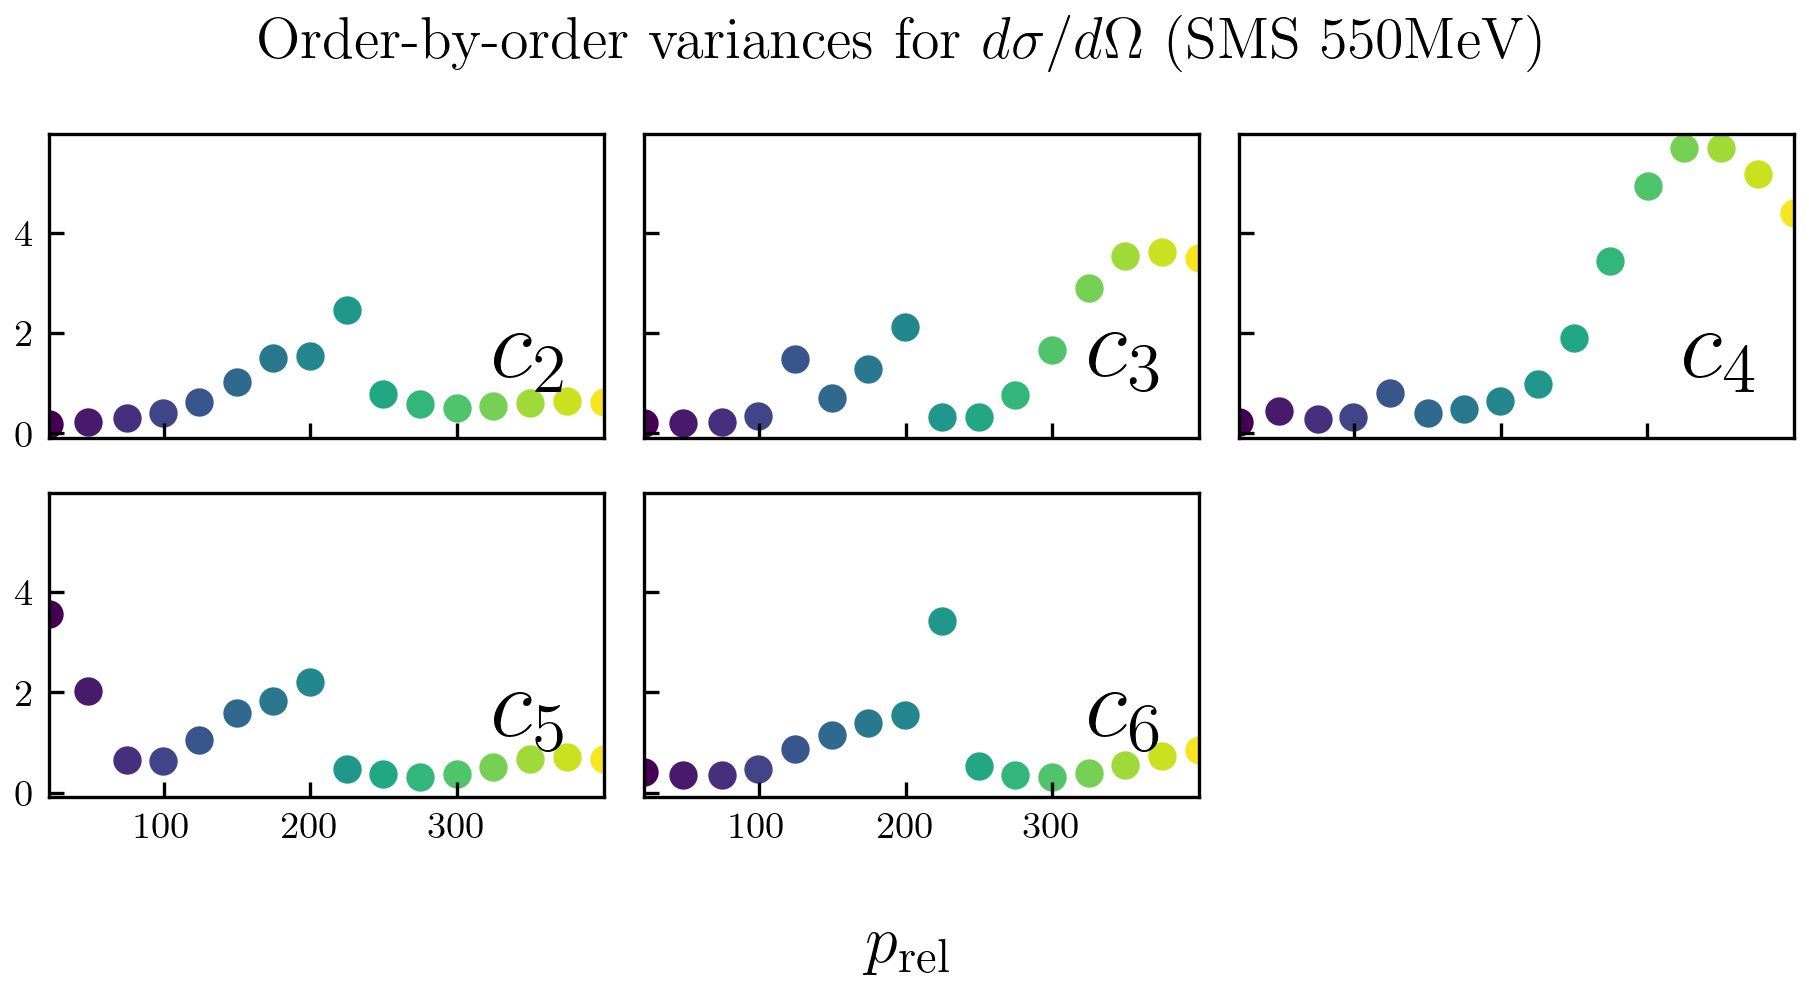 Order-by-order variances for dσ/dΩ (SMS 550MeV)
4
2
0
c₂
c₃
c₄
4
2
0
c₅
c₆
100 200 300
100 200 300
p_rel